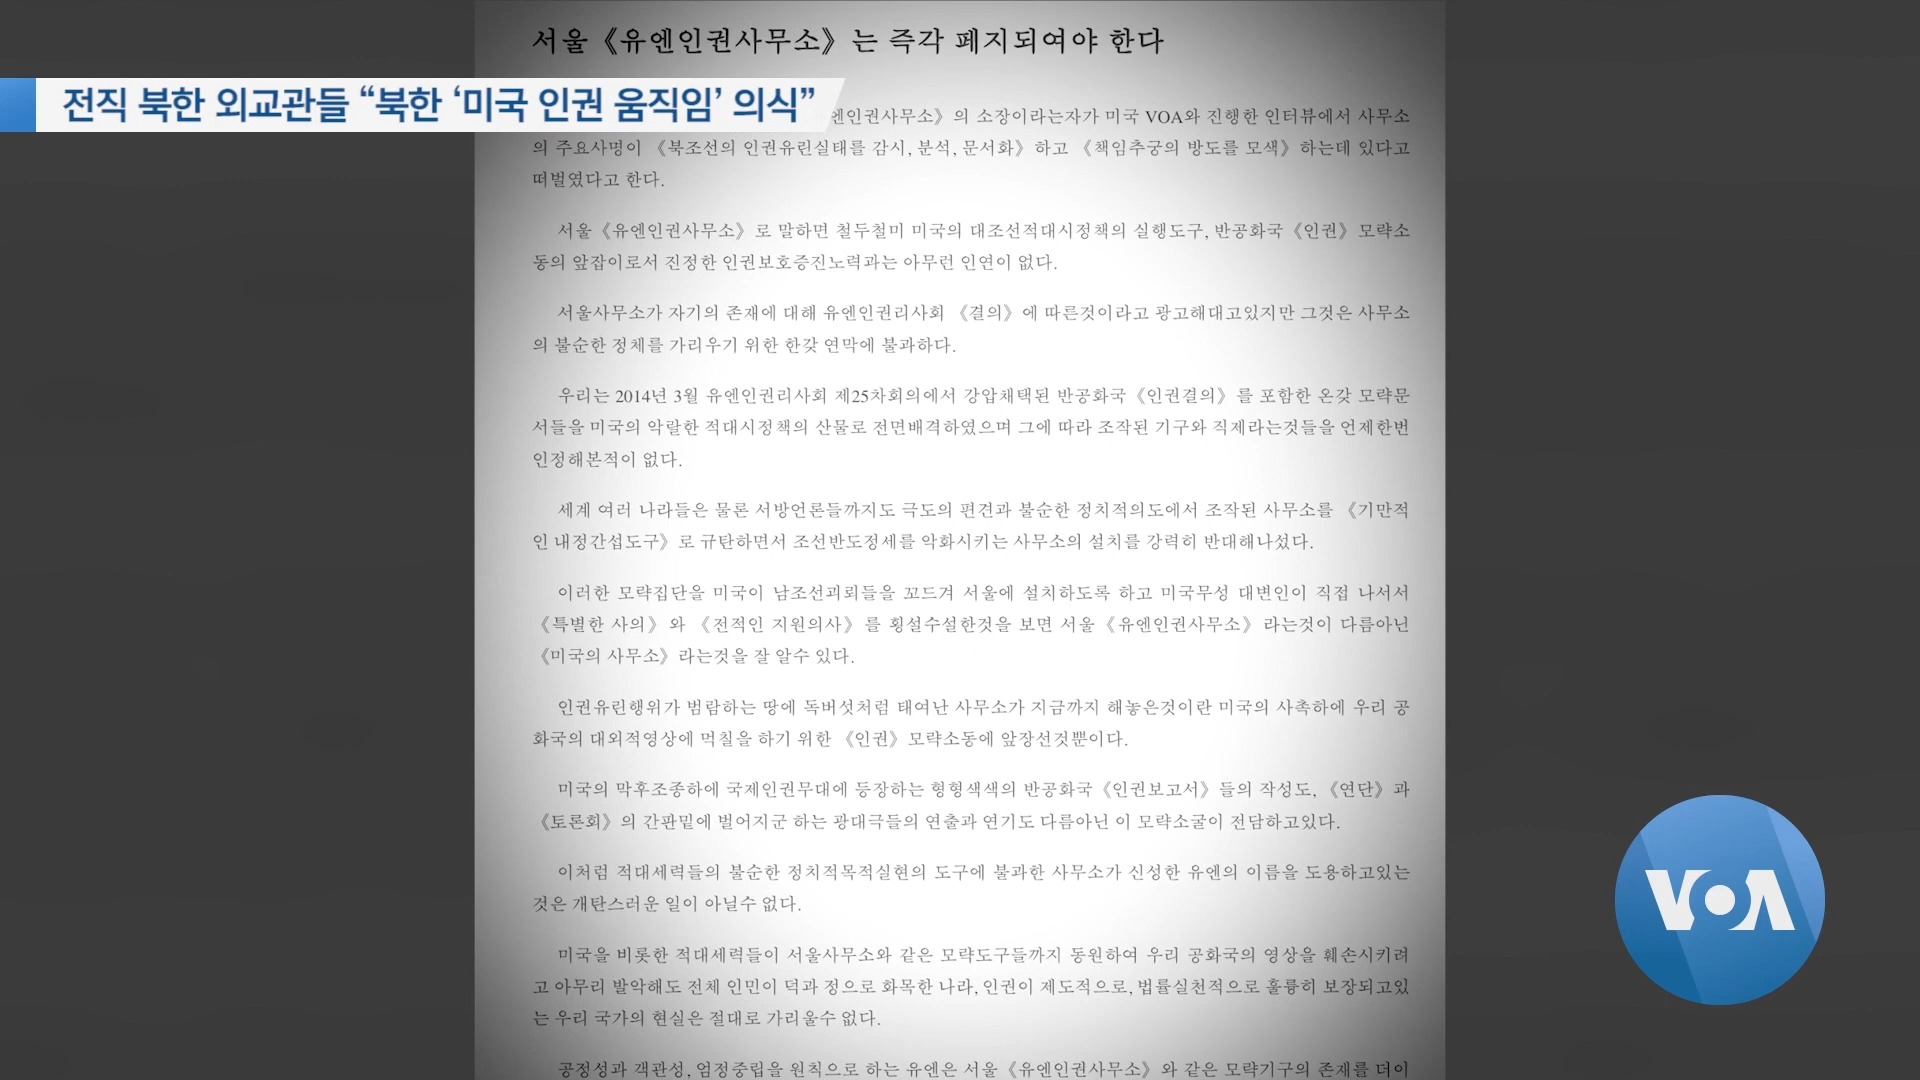 서울《유엔인권사무소》는 즉각 페지되여야 한다
전직 북한 외교관들 “북한 ‘미국 인권 움직임’ 의식”
엔인권사무소》의 소장이라는자가 미국 VOA와 진행한 인터뷰에서 사무소
의 주요사명이 《북조선의 인권유린실태를 감시, 분석, 문서화》하고 《책임추궁의 방도를 모색》하는데 있다고
떠벌였다고 한다.
서울《유엔인권사무소》로 말하면 철두철미 미국의 대조선적대시정책의 실행도구, 반공화국《인권》모략소
동의 앞잡이로서 진정한 인권보호증진노력과는 아무런 인연이 없다.
서울사무소가 자기의 존재에 대해 유엔인권리사회 《결의》에 따른것이라고 광고해대고있지만 그것은 사무소
의 불순한 정체를 가리우기 위한 한갖 연막에 불과하다.
우리는 2014년 3월 유엔인권리사회 제25차회의에서 강압채택된 반공화국《인권결의》를 포함한 온갖 모략문
서들을 미국의 악랄한 적대시정책의 산물로 전면배격하였으며 그에 따라 조작된 기구와 직제라는것들을 언제한번
인정해본적이 없다.
세계 여러 나라들은 물론 서방언론들까지도 극도의 편견과 불순한 정치적의도에서 조작된 사무소를 《기만적
인 내정간섭도구》로 규탄하면서 조선반도정세를 악화시키는 사무소의 설치를 강력히 반대해나섰다.
이러한 모략집단을 미국이 남조선괴뢰들을 꼬드겨 서울에 설치하도록 하고 미국무성 대변인이 직접 나서서
《특별한 사의》와 《전적인 지원의사》를 횡설수설한것을 보면 서울《유엔인권사무소》라는것이 다름아닌
《미국의 사무소》라는것을 잘 알수 있다.
인권유린행위가 범람하는 땅에 독버섯처럼 태여난 사무소가 지금까지 해놓은것이란 미국의 사촉하에 우리 공
화국의 대외적영상에 먹칠을 하기 위한 《인권》모략소동에 앞장선것뿐이다.
미국의 막후조종하에 국제인권무대에 등장하는 형형색색의 반공화국《인권보고서》들의 작성도, 《연단》과
《토론회》의 간판밑에 벌어지군 하는 광대극들의 연출과 연기도 다름아닌 이 모략소굴이 전담하고있다.
이처럼 적대세력들의 불순한 정치적목적실현의 도구에 불과한 사무소가 신성한 유엔의 이름을 도용하고있는
것은 개탄스러운 일이 아닐수 없다.
미국을 비롯한 적대세력들이 서울사무소와 같은 모략도구들까지 동원하여 우리 공화국의 영상을 훼손시키려
고 아무리 발악해도 전체 인민이 덕과 정으로 화목한 나라, 인권이 제도적으로, 법률실천적으로 훌륭히 보장되고있
는 우리 국가의 현실은 절대로 가리울수 없다.
공정성과 객관성, 엄정중립을 원칙으로 하는 유엔은 서울《유엔인권사무소》와 같은 모략기구의 존재를 더이
VOA